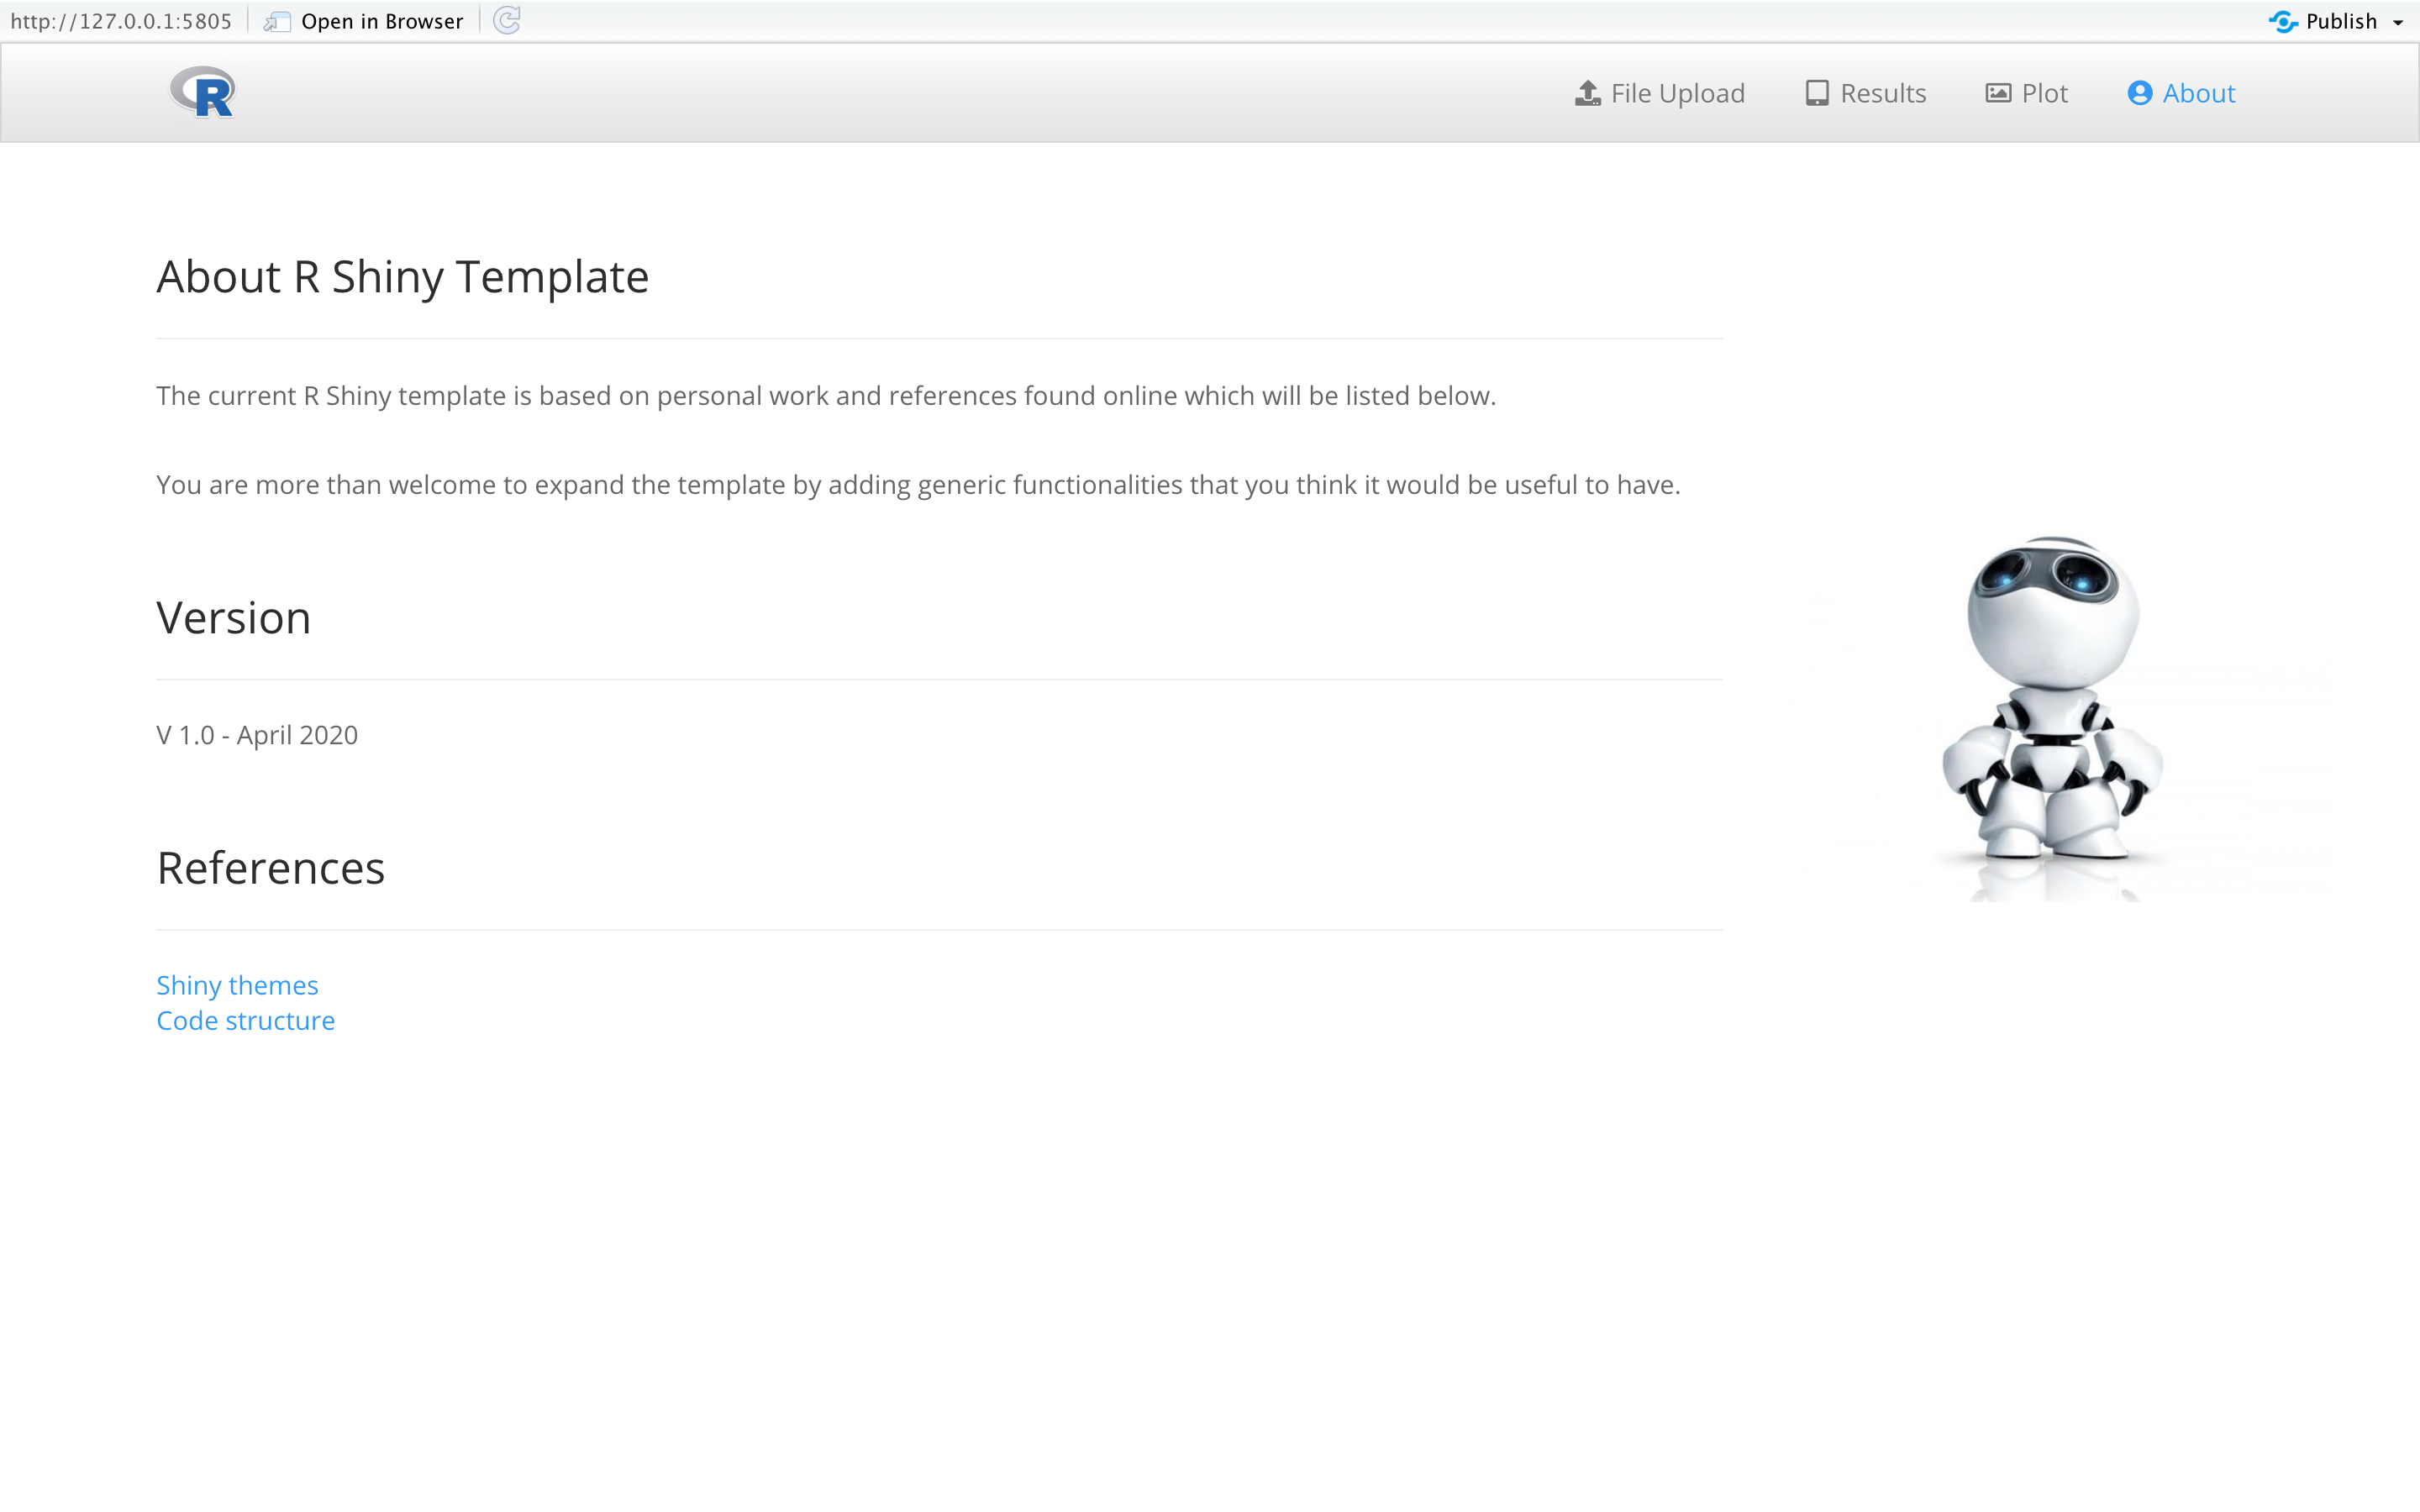 http://127.0.0.1:5805 Open in Browser Publish
R File Upload Results Plot About
About R Shiny Template
The current R Shiny template is based on personal work and references found online which will be listed below.
You are more than welcome to expand the template by adding generic functionalities that you think it would be useful to have.
Version
V 1.0 - April 2020
References
Shiny themes
Code structure